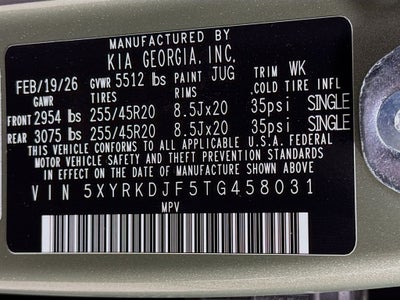 MANUFACTURED BY
KIA GEORGIA, INC.
FEB/19/26 GVWR 5512 lbs PAINT JUG TRIM WK
GAWR TIRES RIMS COLD TIRE INFL
FRONT 2954 lbs 255/45R20 8.5Jx20 35psi SINGLE
REAR 3075 lbs 255/45R20 8.5Jx20 35psi SINGLE
THIS VEHICLE CONFORMS TO ALL APPLICABLE U.S.A. FEDERAL
MOTOR VEHICLE SAFETY AND THEFT PREVENTION STANDARDS
IN EFFECT ON THE DATE OF MANUFACTURE SHOWN ABOVE
VIN 5XYRKDJF5TG458031
MPV